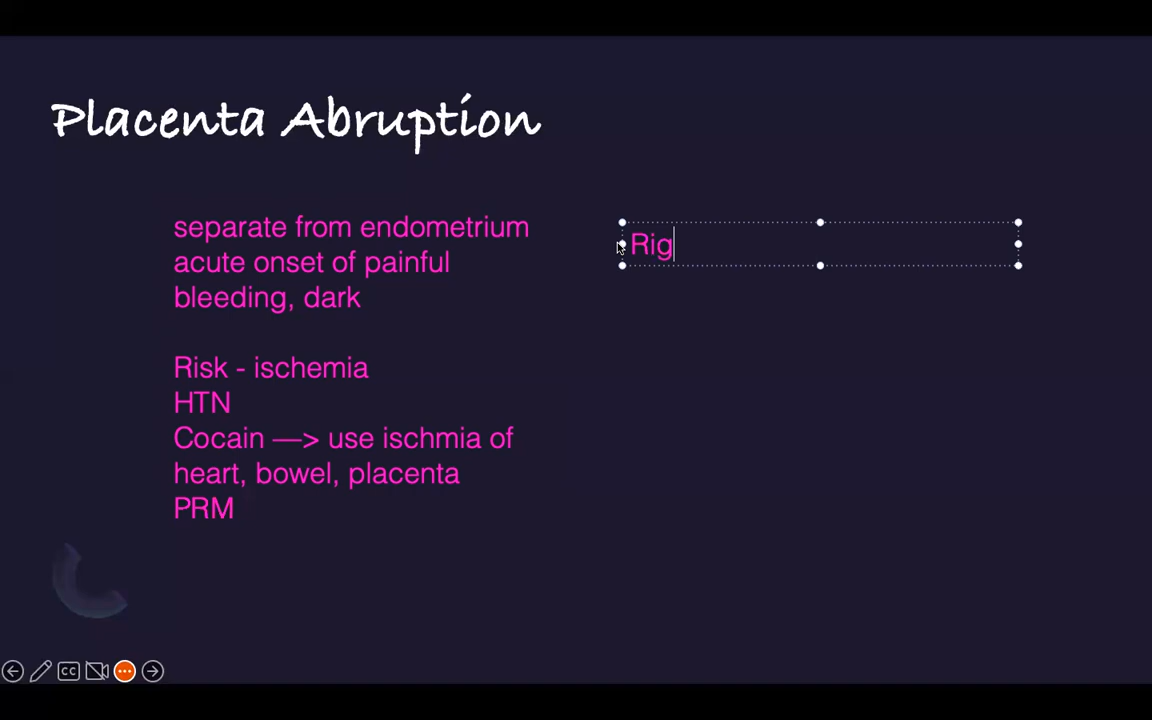 Placenta Abruption
separate from endometrium
acute onset of painful
bleeding, dark
Risk - ischemia
HTN
Cocain —> use ischmia of
heart, bowel, placenta
PRM
Rig
CC